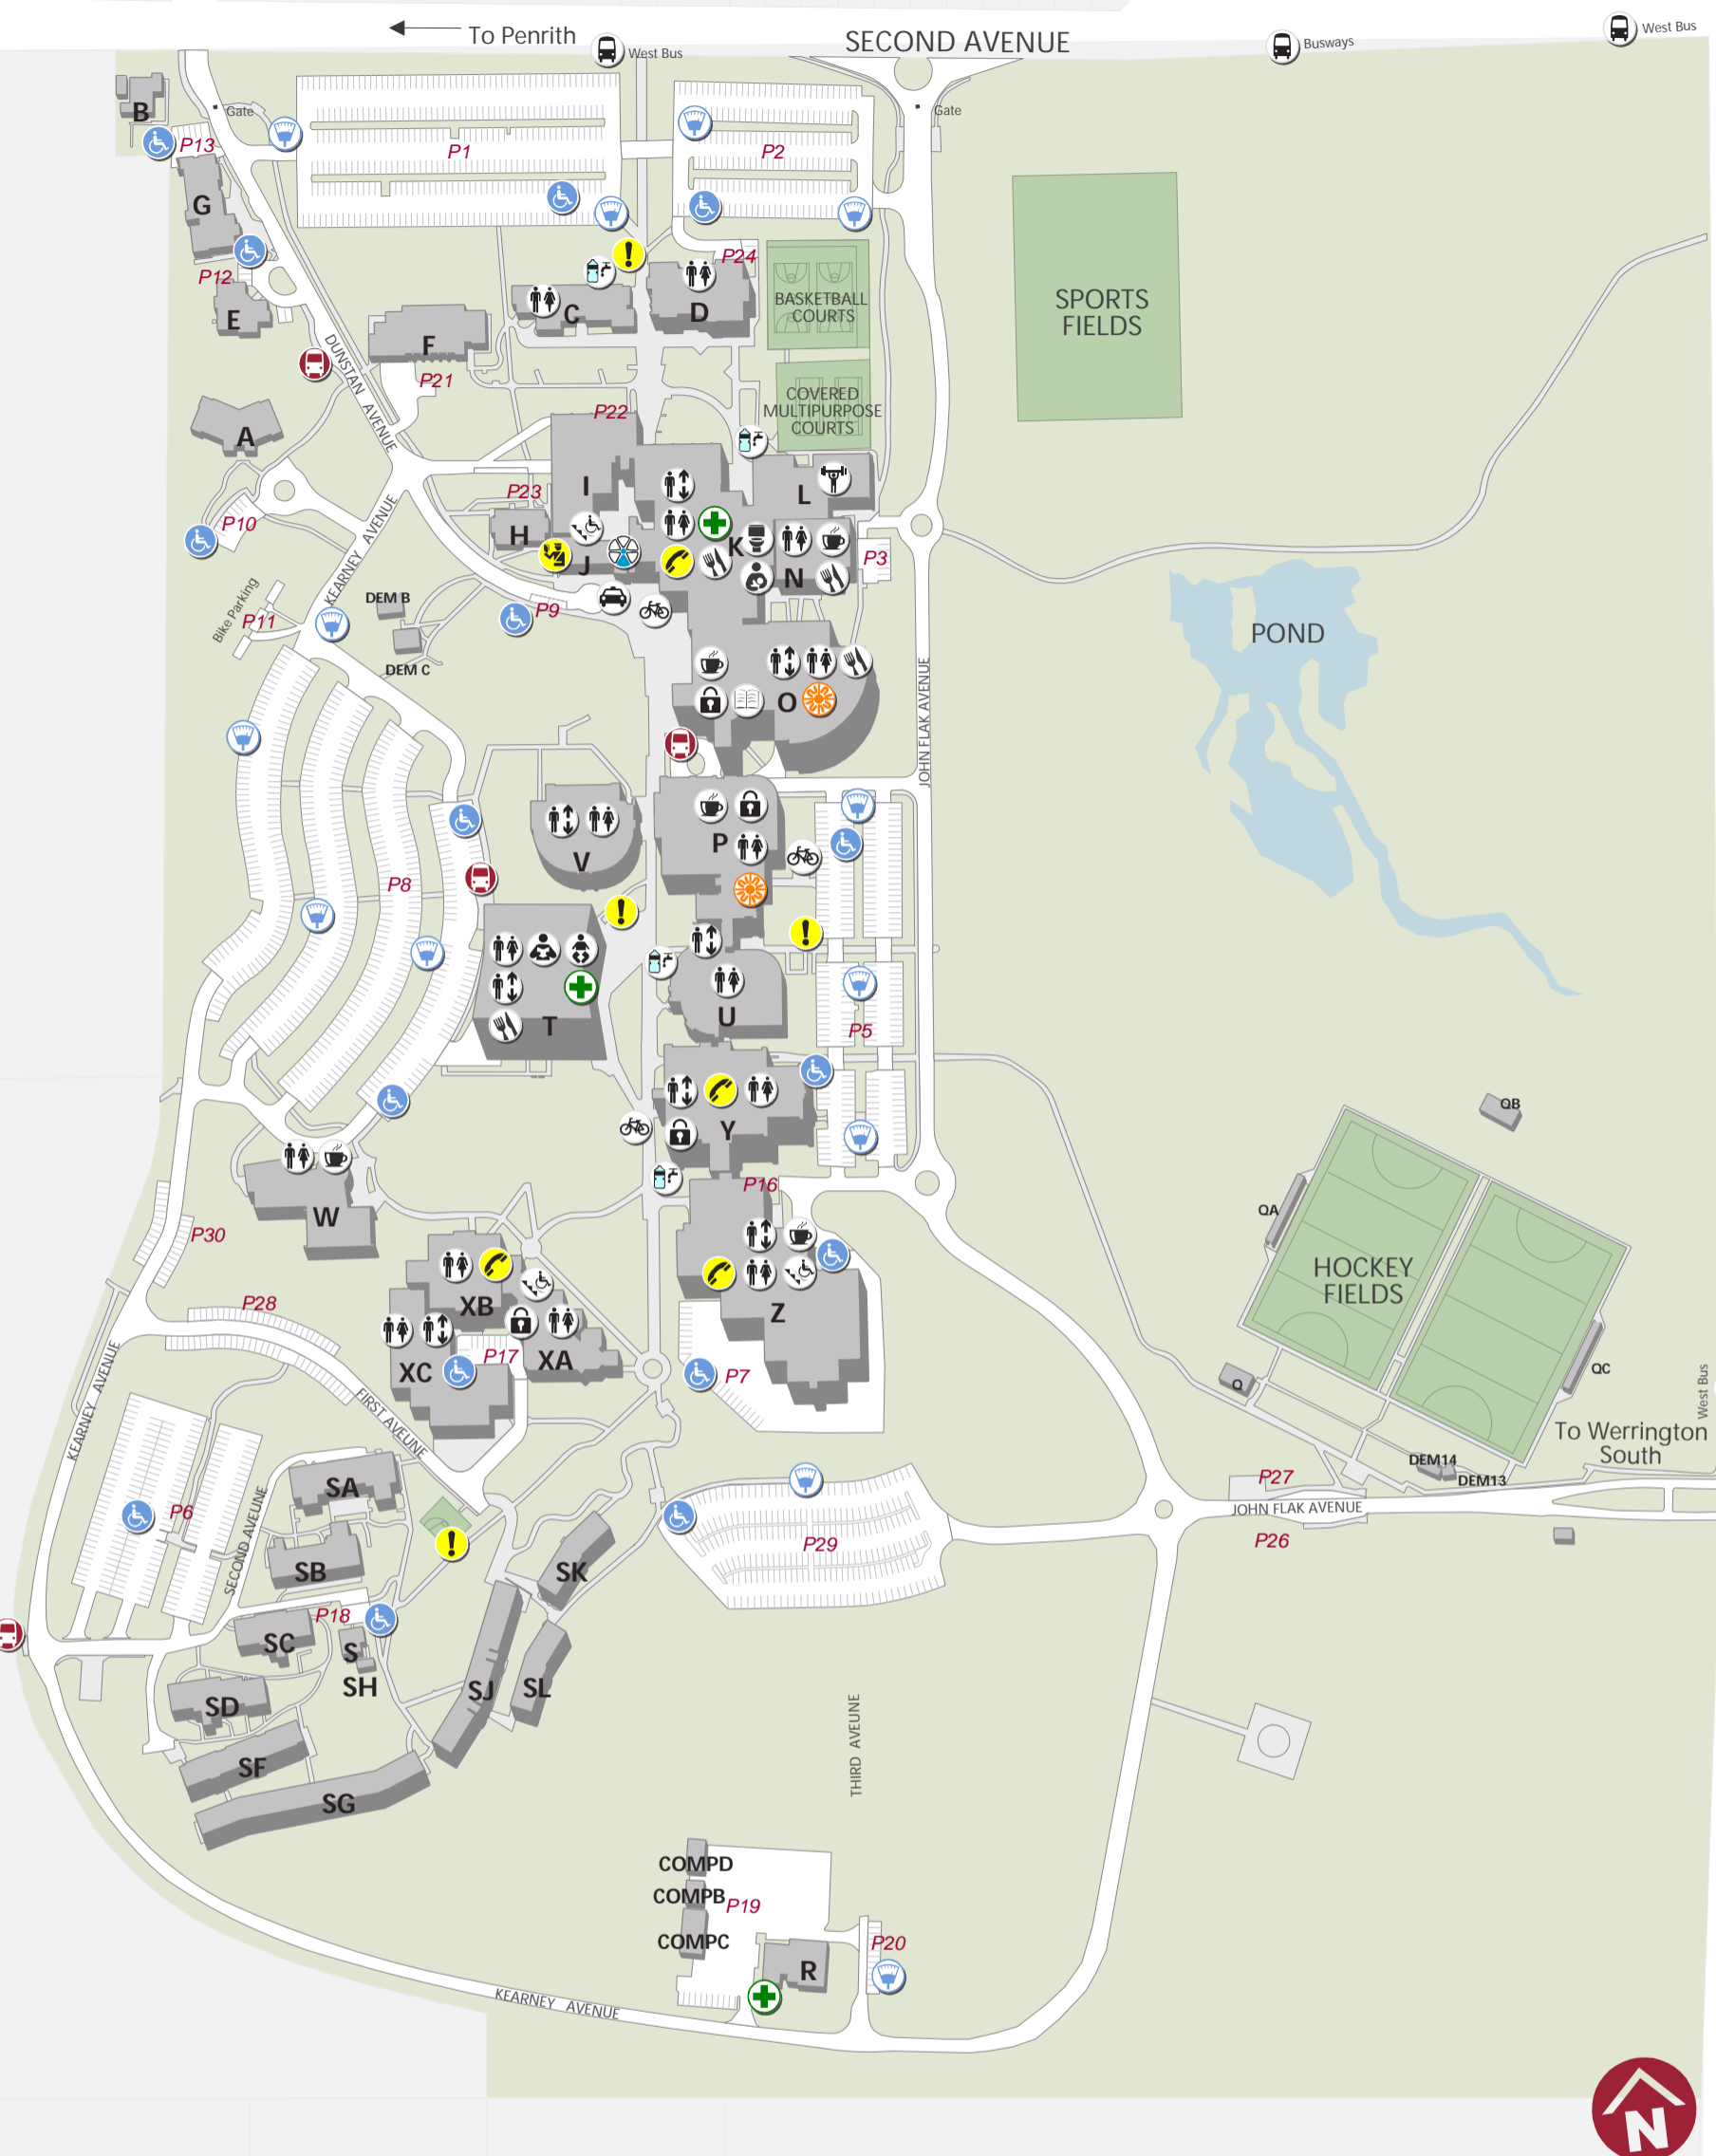 To Penrith
West Bus
SECOND AVENUE
Busways
West Bus
B
Gate
Gate
P13
P1
P2
G
P24
P12
BASKETBALL
COURTS
SPORTS
FIELDS
E
C
D
F
DUNSTAN AVENUE
P21
COVERED
MULTIPURPOSE
COURTS
P22
A
I
L
P23
P10
H
K
J
N
P3
KEARNEY AVENUE
Bike Parking
DEM B
P9
P11
POND
DEM C
O
JOHN FLAK AVENUE
P
V
P8
T
U
P5
Y
QB
P16
W
QA
P30
HOCKEY
FIELDS
P28
XB
Z
XC
P17
XA
P7
Q
QC
KEARNEY AVENUE
FIRST AVEUNE
West Bus
To Werrington
South
DEM14
DEM13
P27
JOHN FLAK AVENUE
P26
SA
P6
SECOND AVEUNE
SB
SK
P29
P18
SC
S
SH
SJ
SL
SD
THIRD AVEUNE
SF
SG
COMPD
COMPB
P19
COMPC
P20
R
KEARNEY AVENUE
N